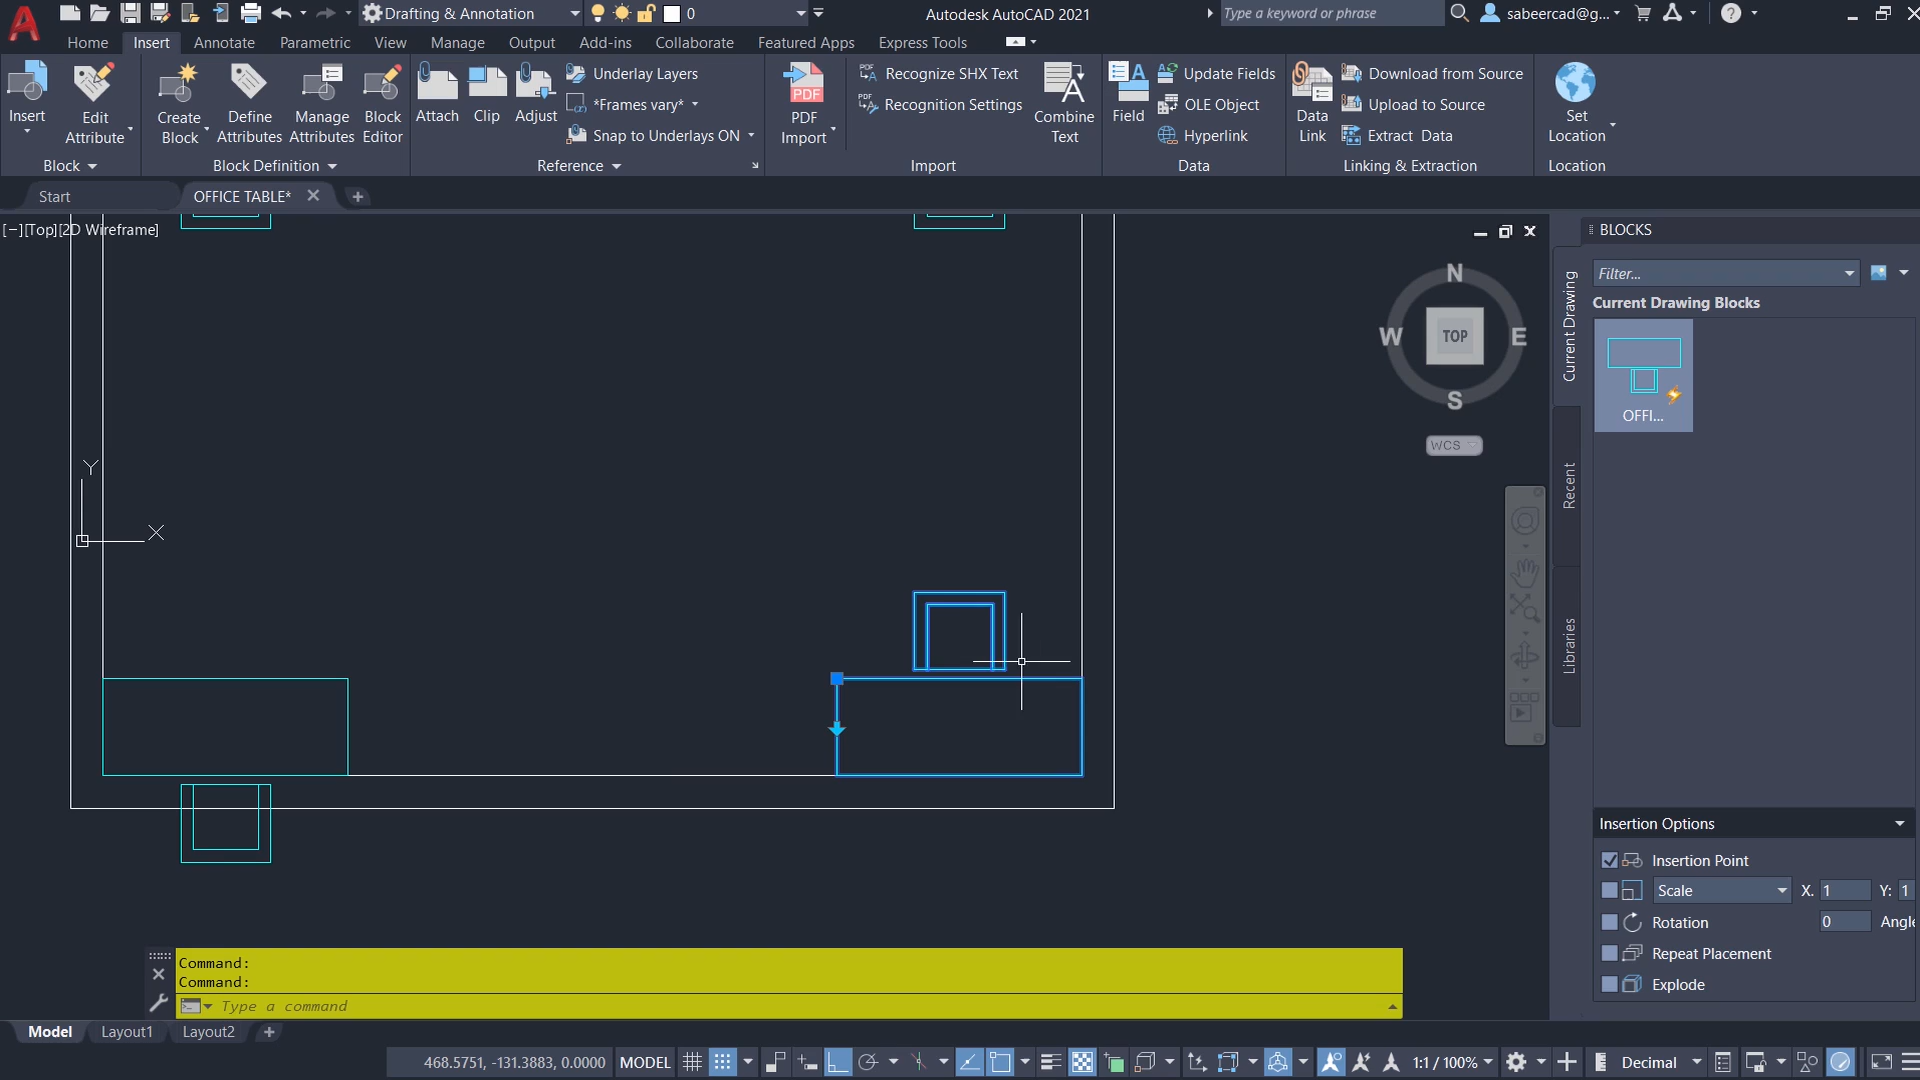 Drafting & Annotation
0
Autodesk AutoCAD 2021
Type a keyword or phrase
sabeercad@g...
Home Insert Annotate Parametric View Manage Output Add-ins Collaborate Featured Apps Express Tools
Insert
Edit Attribute
Block
Create Block
Define Attributes
Manage Attributes
Block Editor
Block Definition
Attach
Clip
Adjust
Underlay Layers
*Frames vary*
Snap to Underlays ON
Reference
PDF
PDF Import
Recognize SHX Text
Recognition Settings
Combine Text
Import
Field
Update Fields
OLE Object
Hyperlink
Data
Data Link
Download from Source
Upload to Source
Extract Data
Linking & Extraction
Set Location
Location
Start
OFFICE TABLE*
[−][Top][2D Wireframe]
N
W TOP E
S
WCS
Y
X
BLOCKS
Filter...
Current Drawing Blocks
OFFI...
Current Drawing
Recent
Libraries
Insertion Options
Insertion Point
Scale X. 1 Y: 1
Rotation 0 Angle
Repeat Placement
Explode
Command:
Command:
Type a command
Model Layout1 Layout2
468.5751, -131.3883, 0.0000 MODEL 1:1 / 100% Decimal